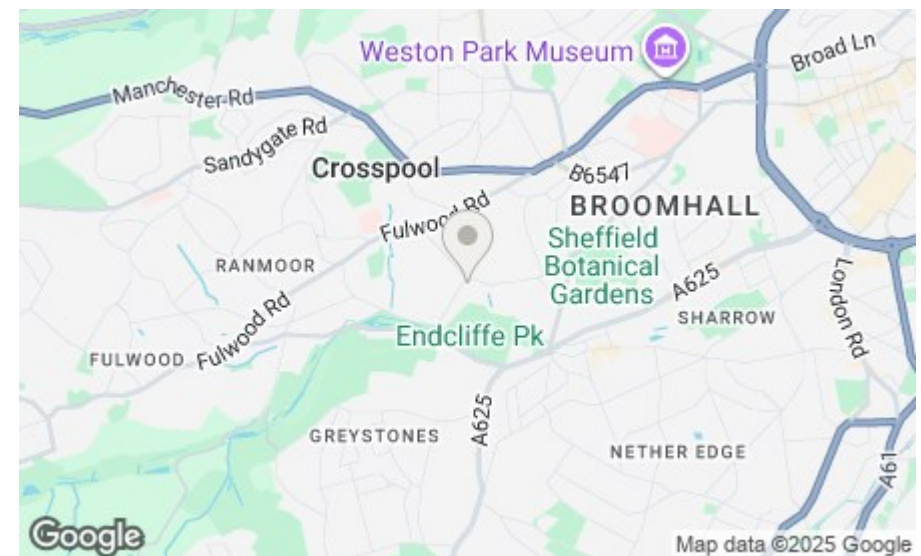 Weston Park Museum
Broad Ln
Manchester Rd
Sandygate Rd
Crosspool
B6547
BROOMHALL
Fulwood Rd
Sheffield
Botanical
Gardens
RANMOOR
A625
London Rd
SHARROW
Endcliffe Pk
Fulwood Rd
FULWOOD
A625
GREYSTONES
NETHER EDGE
A61
Google
Map data ©2025 Google